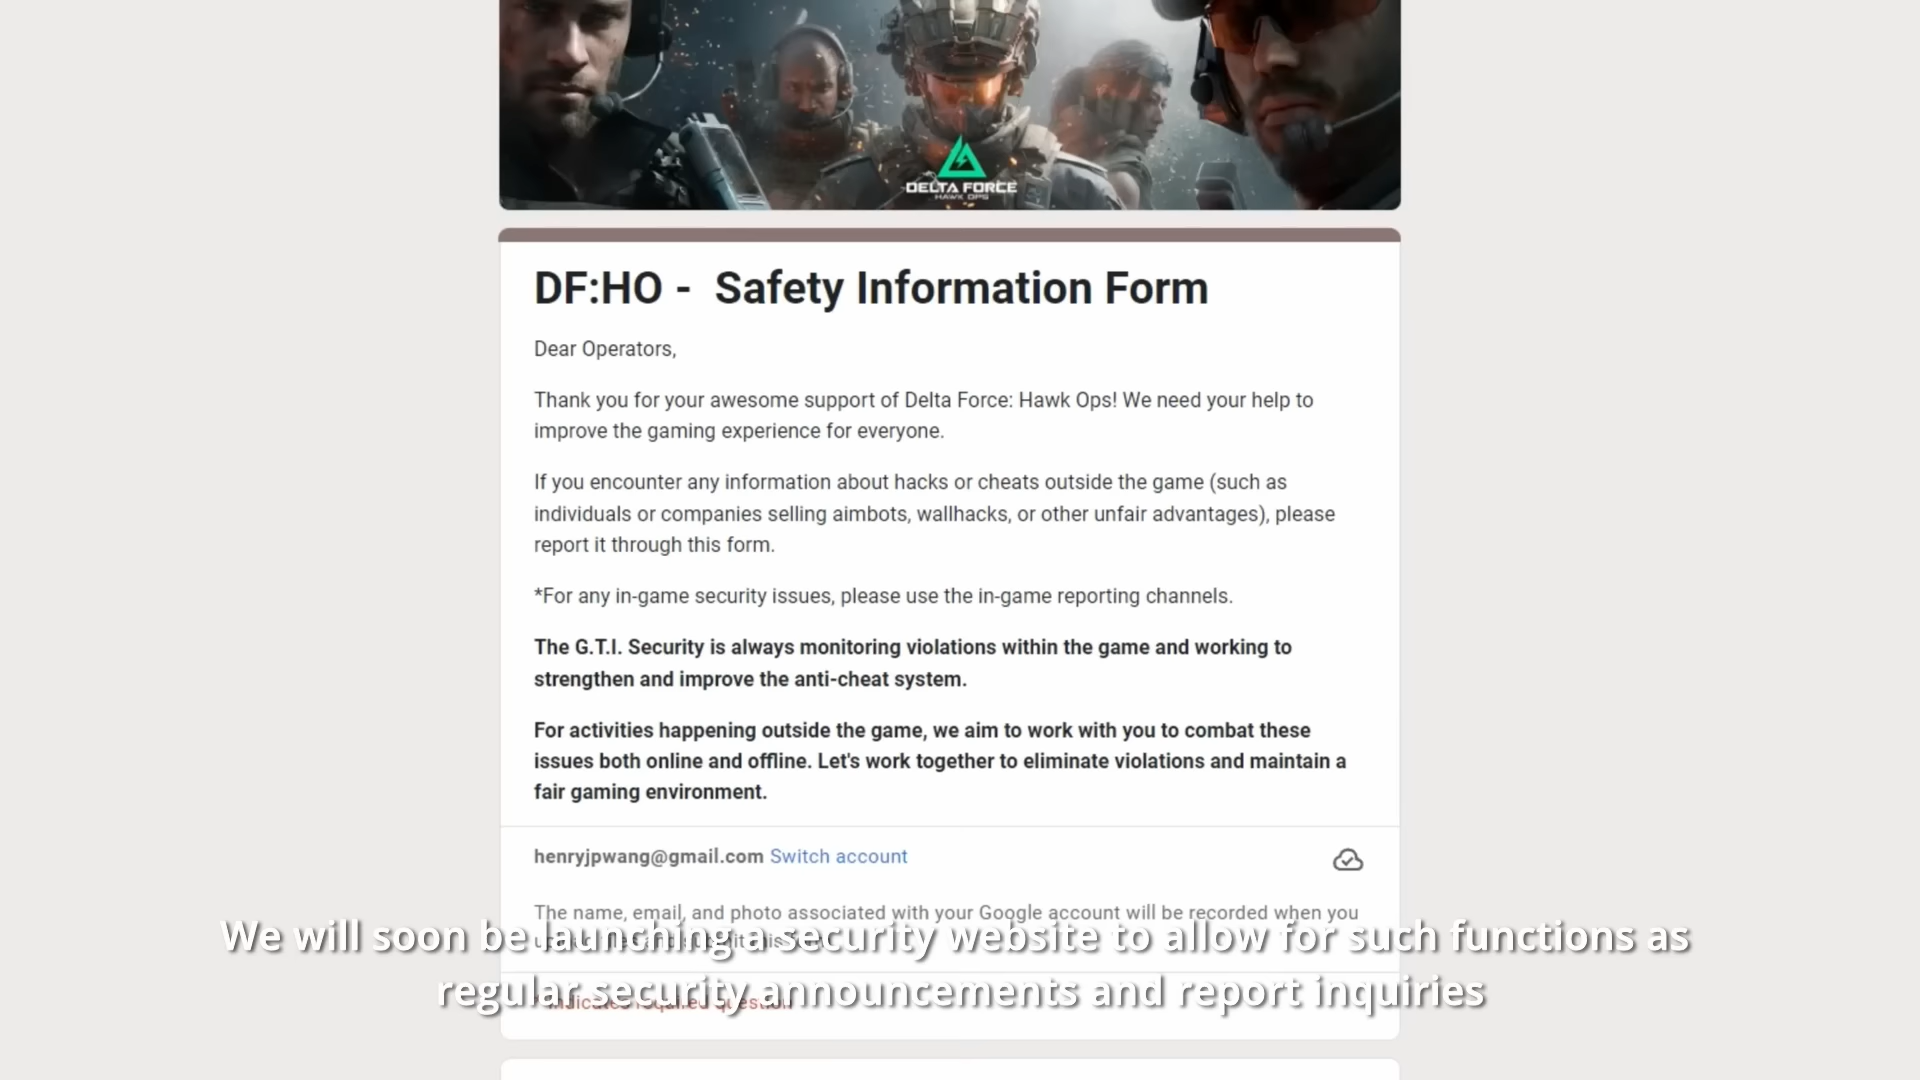 DELTA FORCE
HAWK OPS
DF:HO - Safety Information Form
Dear Operators,
Thank you for your awesome support of Delta Force: Hawk Ops! We need your help to
improve the gaming experience for everyone.
If you encounter any information about hacks or cheats outside the game (such as
individuals or companies selling aimbots, wallhacks, or other unfair advantages), please
report it through this form.
*For any in-game security issues, please use the in-game reporting channels.
The G.T.I. Security is always monitoring violations within the game and working to
strengthen and improve the anti-cheat system.
For activities happening outside the game, we aim to work with you to combat these
issues both online and offline. Let's work together to eliminate violations and maintain a
fair gaming environment.
henryjpwang@gmail.com Switch account
The name, email, and photo associated with your Google account will be recorded when you
We will soon be launching a security website to allow for such functions as
regular security announcements and report inquiries